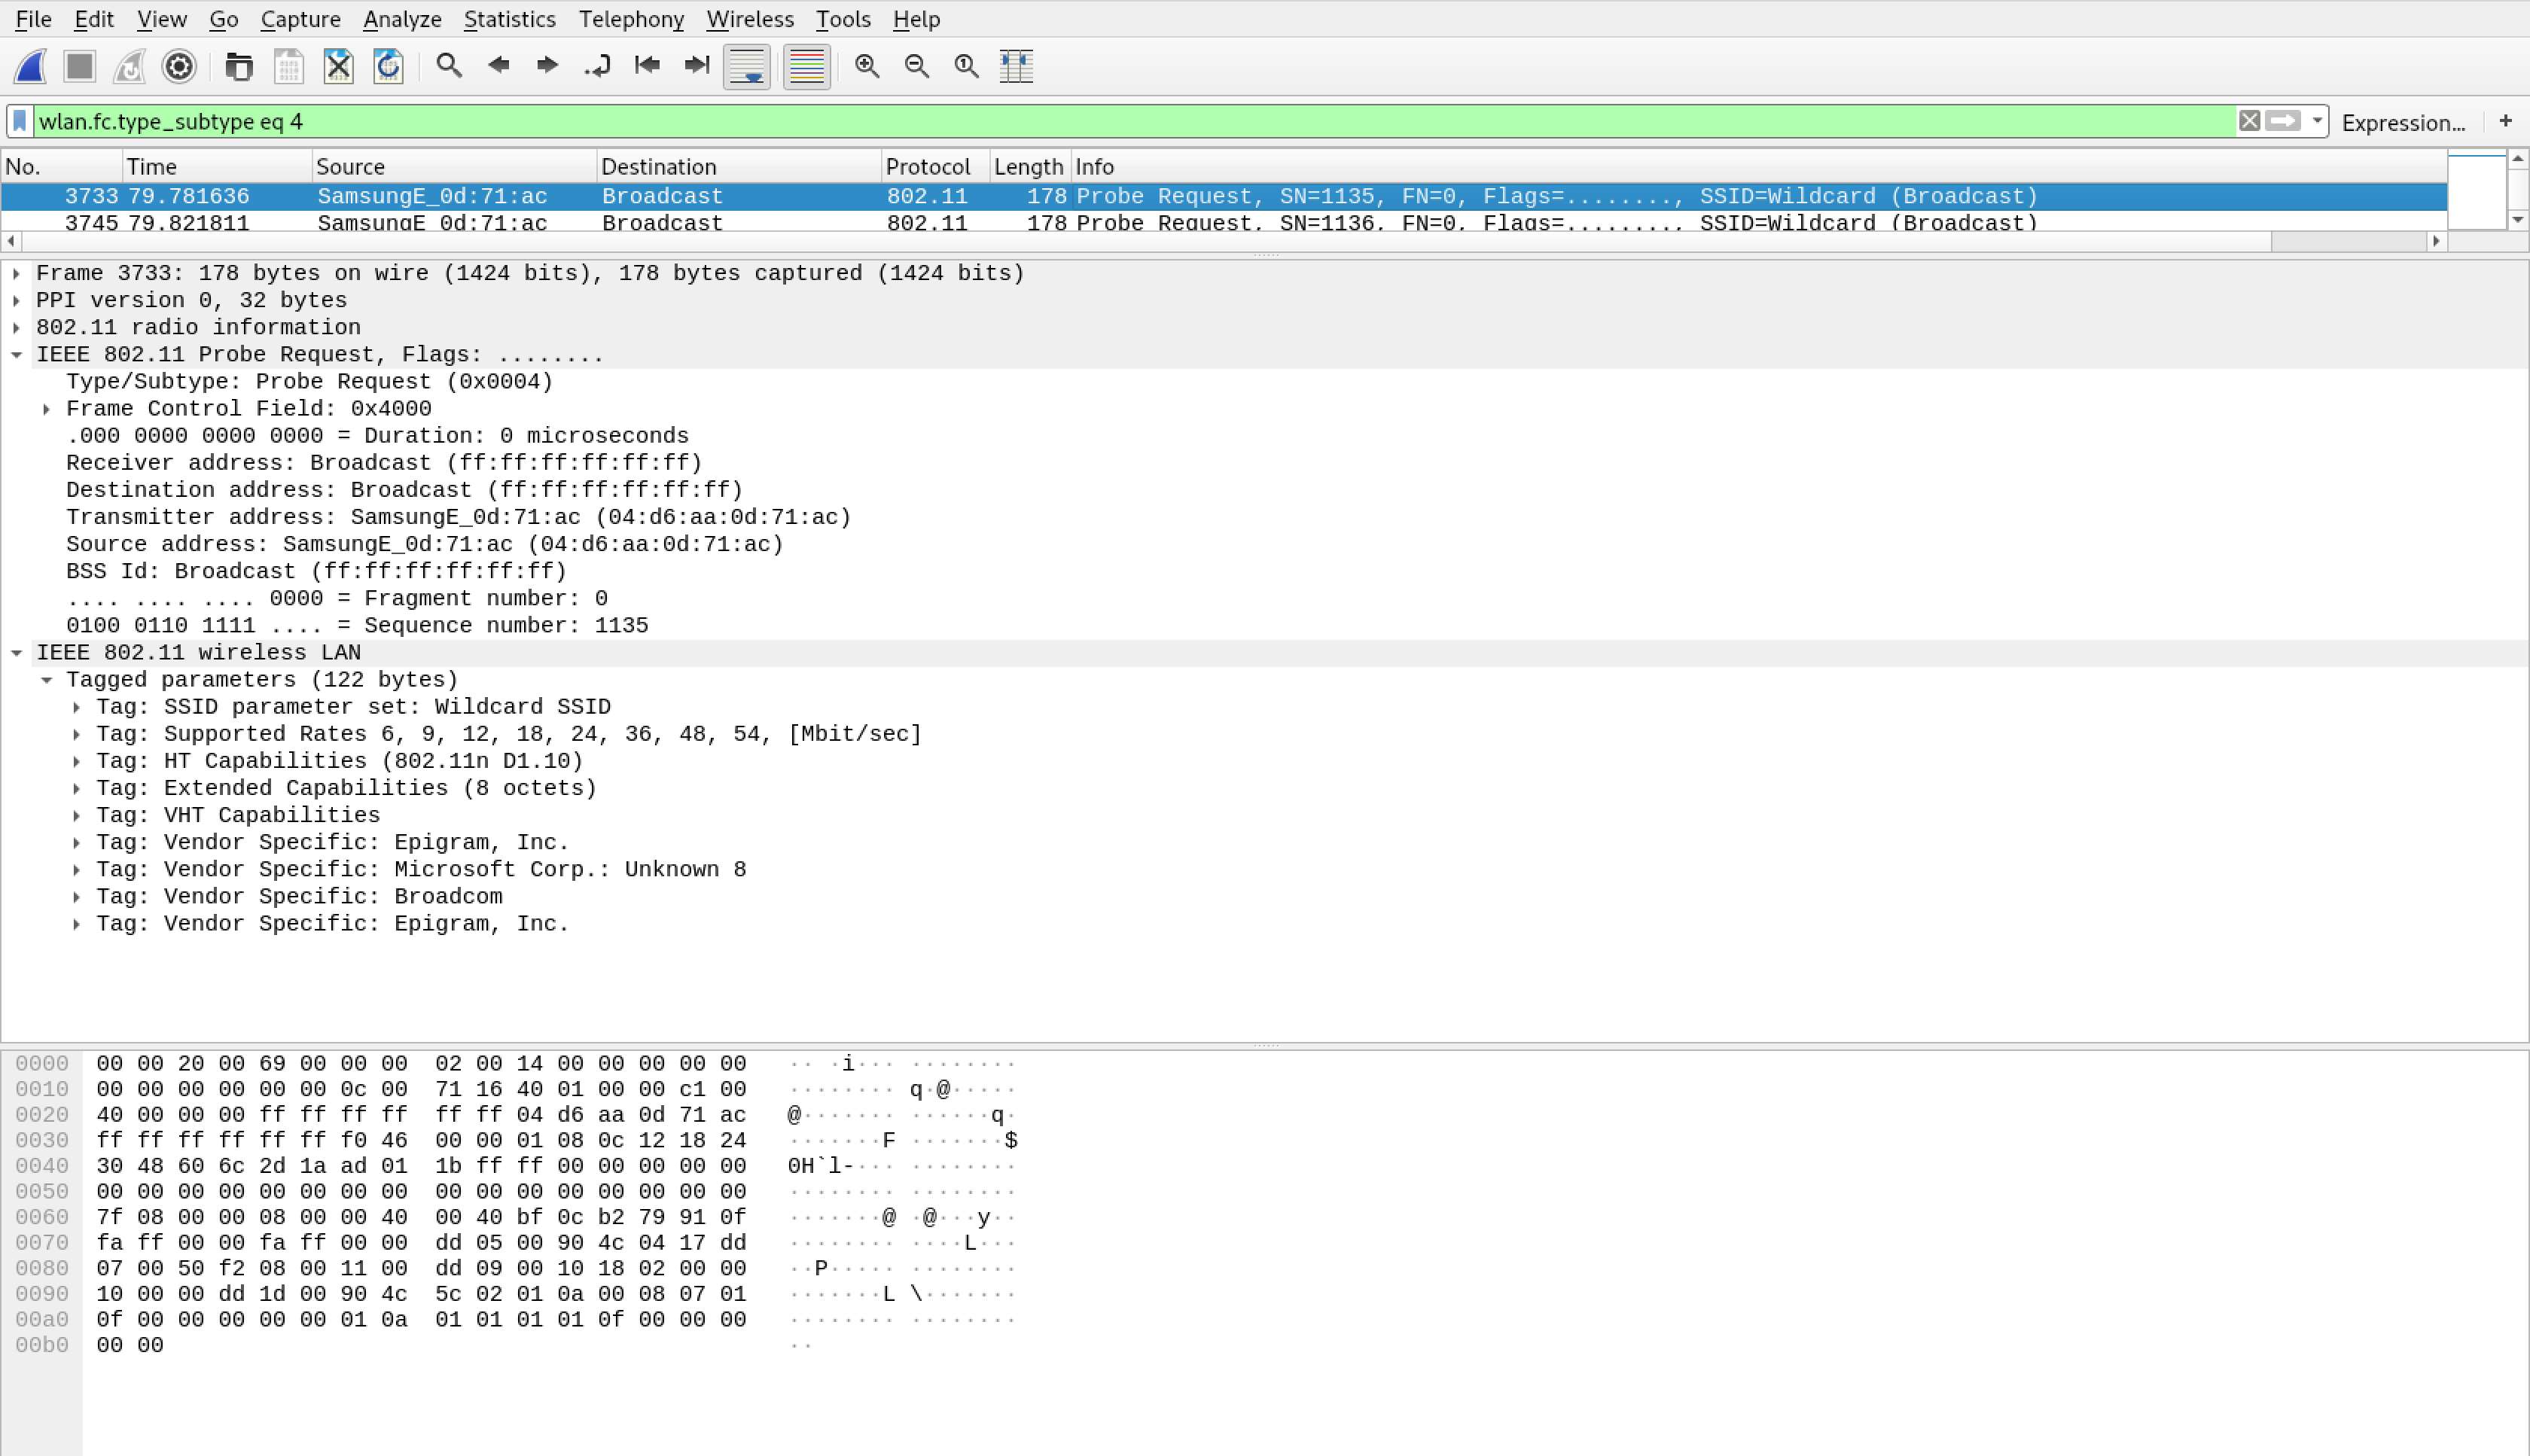 File Edit View Go Capture Analyze Statistics Telephony Wireless Tools Help
wlan.fc.type_subtype eq 4 Expression... +
No. Time Source Destination Protocol Length Info
3733 79.781636 SamsungE_0d:71:ac Broadcast 802.11 178 Probe Request, SN=1135, FN=0, Flags=........, SSID=Wildcard (Broadcast)
3745 79.821811 SamsungE_0d:71:ac Broadcast 802.11 178 Probe Request, SN=1136, FN=0, Flags=........, SSID=Wildcard (Broadcast)
Frame 3733: 178 bytes on wire (1424 bits), 178 bytes captured (1424 bits)
PPI version 0, 32 bytes
802.11 radio information
IEEE 802.11 Probe Request, Flags: ........
Type/Subtype: Probe Request (0x0004)
Frame Control Field: 0x4000
.000 0000 0000 0000 = Duration: 0 microseconds
Receiver address: Broadcast (ff:ff:ff:ff:ff:ff)
Destination address: Broadcast (ff:ff:ff:ff:ff:ff)
Transmitter address: SamsungE_0d:71:ac (04:d6:aa:0d:71:ac)
Source address: SamsungE_0d:71:ac (04:d6:aa:0d:71:ac)
BSS Id: Broadcast (ff:ff:ff:ff:ff:ff)
.... .... .... 0000 = Fragment number: 0
0100 0110 1111 .... = Sequence number: 1135
IEEE 802.11 wireless LAN
Tagged parameters (122 bytes)
Tag: SSID parameter set: Wildcard SSID
Tag: Supported Rates 6, 9, 12, 18, 24, 36, 48, 54, [Mbit/sec]
Tag: HT Capabilities (802.11n D1.10)
Tag: Extended Capabilities (8 octets)
Tag: VHT Capabilities
Tag: Vendor Specific: Epigram, Inc.
Tag: Vendor Specific: Microsoft Corp.: Unknown 8
Tag: Vendor Specific: Broadcom
Tag: Vendor Specific: Epigram, Inc.
0000 00 00 20 00 69 00 00 00 02 00 14 00 00 00 00 00 ·· ·i··· ········
0010 00 00 00 00 00 00 0c 00 71 16 40 01 00 00 c1 00 ········ q·@·····
0020 40 00 00 00 ff ff ff ff ff ff 04 d6 aa 0d 71 ac @······· ······q·
0030 ff ff ff ff ff ff f0 46 00 00 01 08 0c 12 18 24 ·······F ·······$
0040 30 48 60 6c 2d 1a ad 01 1b ff ff 00 00 00 00 00 0H`l-··· ········
0050 00 00 00 00 00 00 00 00 00 00 00 00 00 00 00 00 ········ ········
0060 7f 08 00 00 08 00 00 40 00 40 bf 0c b2 79 91 0f ·······@ ·@···y··
0070 fa ff 00 00 fa ff 00 00 dd 05 00 90 4c 04 17 dd ········ ····L···
0080 07 00 50 f2 08 00 11 00 dd 09 00 10 18 02 00 00 ··P····· ········
0090 10 00 00 dd 1d 00 90 4c 5c 02 01 0a 00 08 07 01 ·······L \·······
00a0 0f 00 00 00 00 00 01 0a 01 01 01 01 0f 00 00 00 ········ ········
00b0 00 00 ··